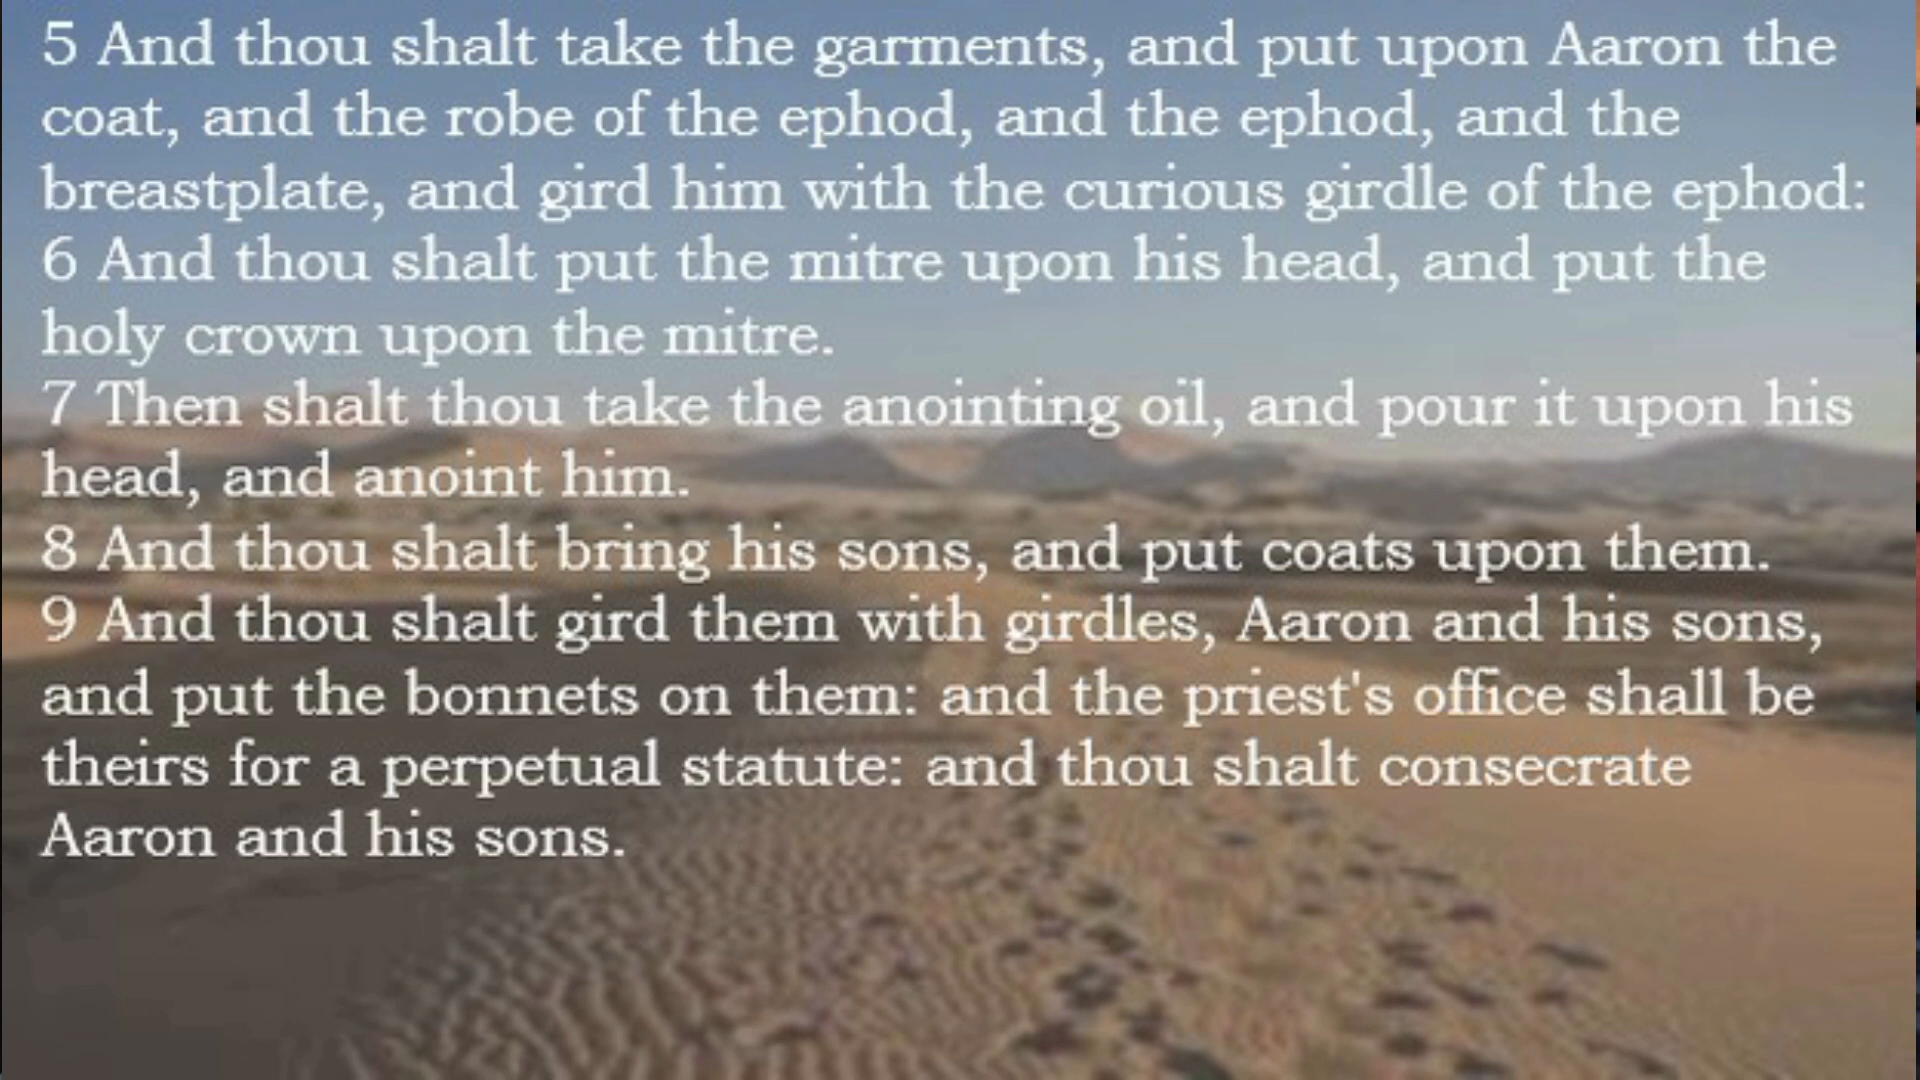 5 And thou shalt take the garments, and put upon Aaron the
coat, and the robe of the ephod, and the ephod, and the
breastplate, and gird him with the curious girdle of the ephod:
6 And thou shalt put the mitre upon his head, and put the
holy crown upon the mitre.
7 Then shalt thou take the anointing oil, and pour it upon his
head, and anoint him.
8 And thou shalt bring his sons, and put coats upon them.
9 And thou shalt gird them with girdles, Aaron and his sons,
and put the bonnets on them: and the priest's office shall be
theirs for a perpetual statute: and thou shalt consecrate
Aaron and his sons.